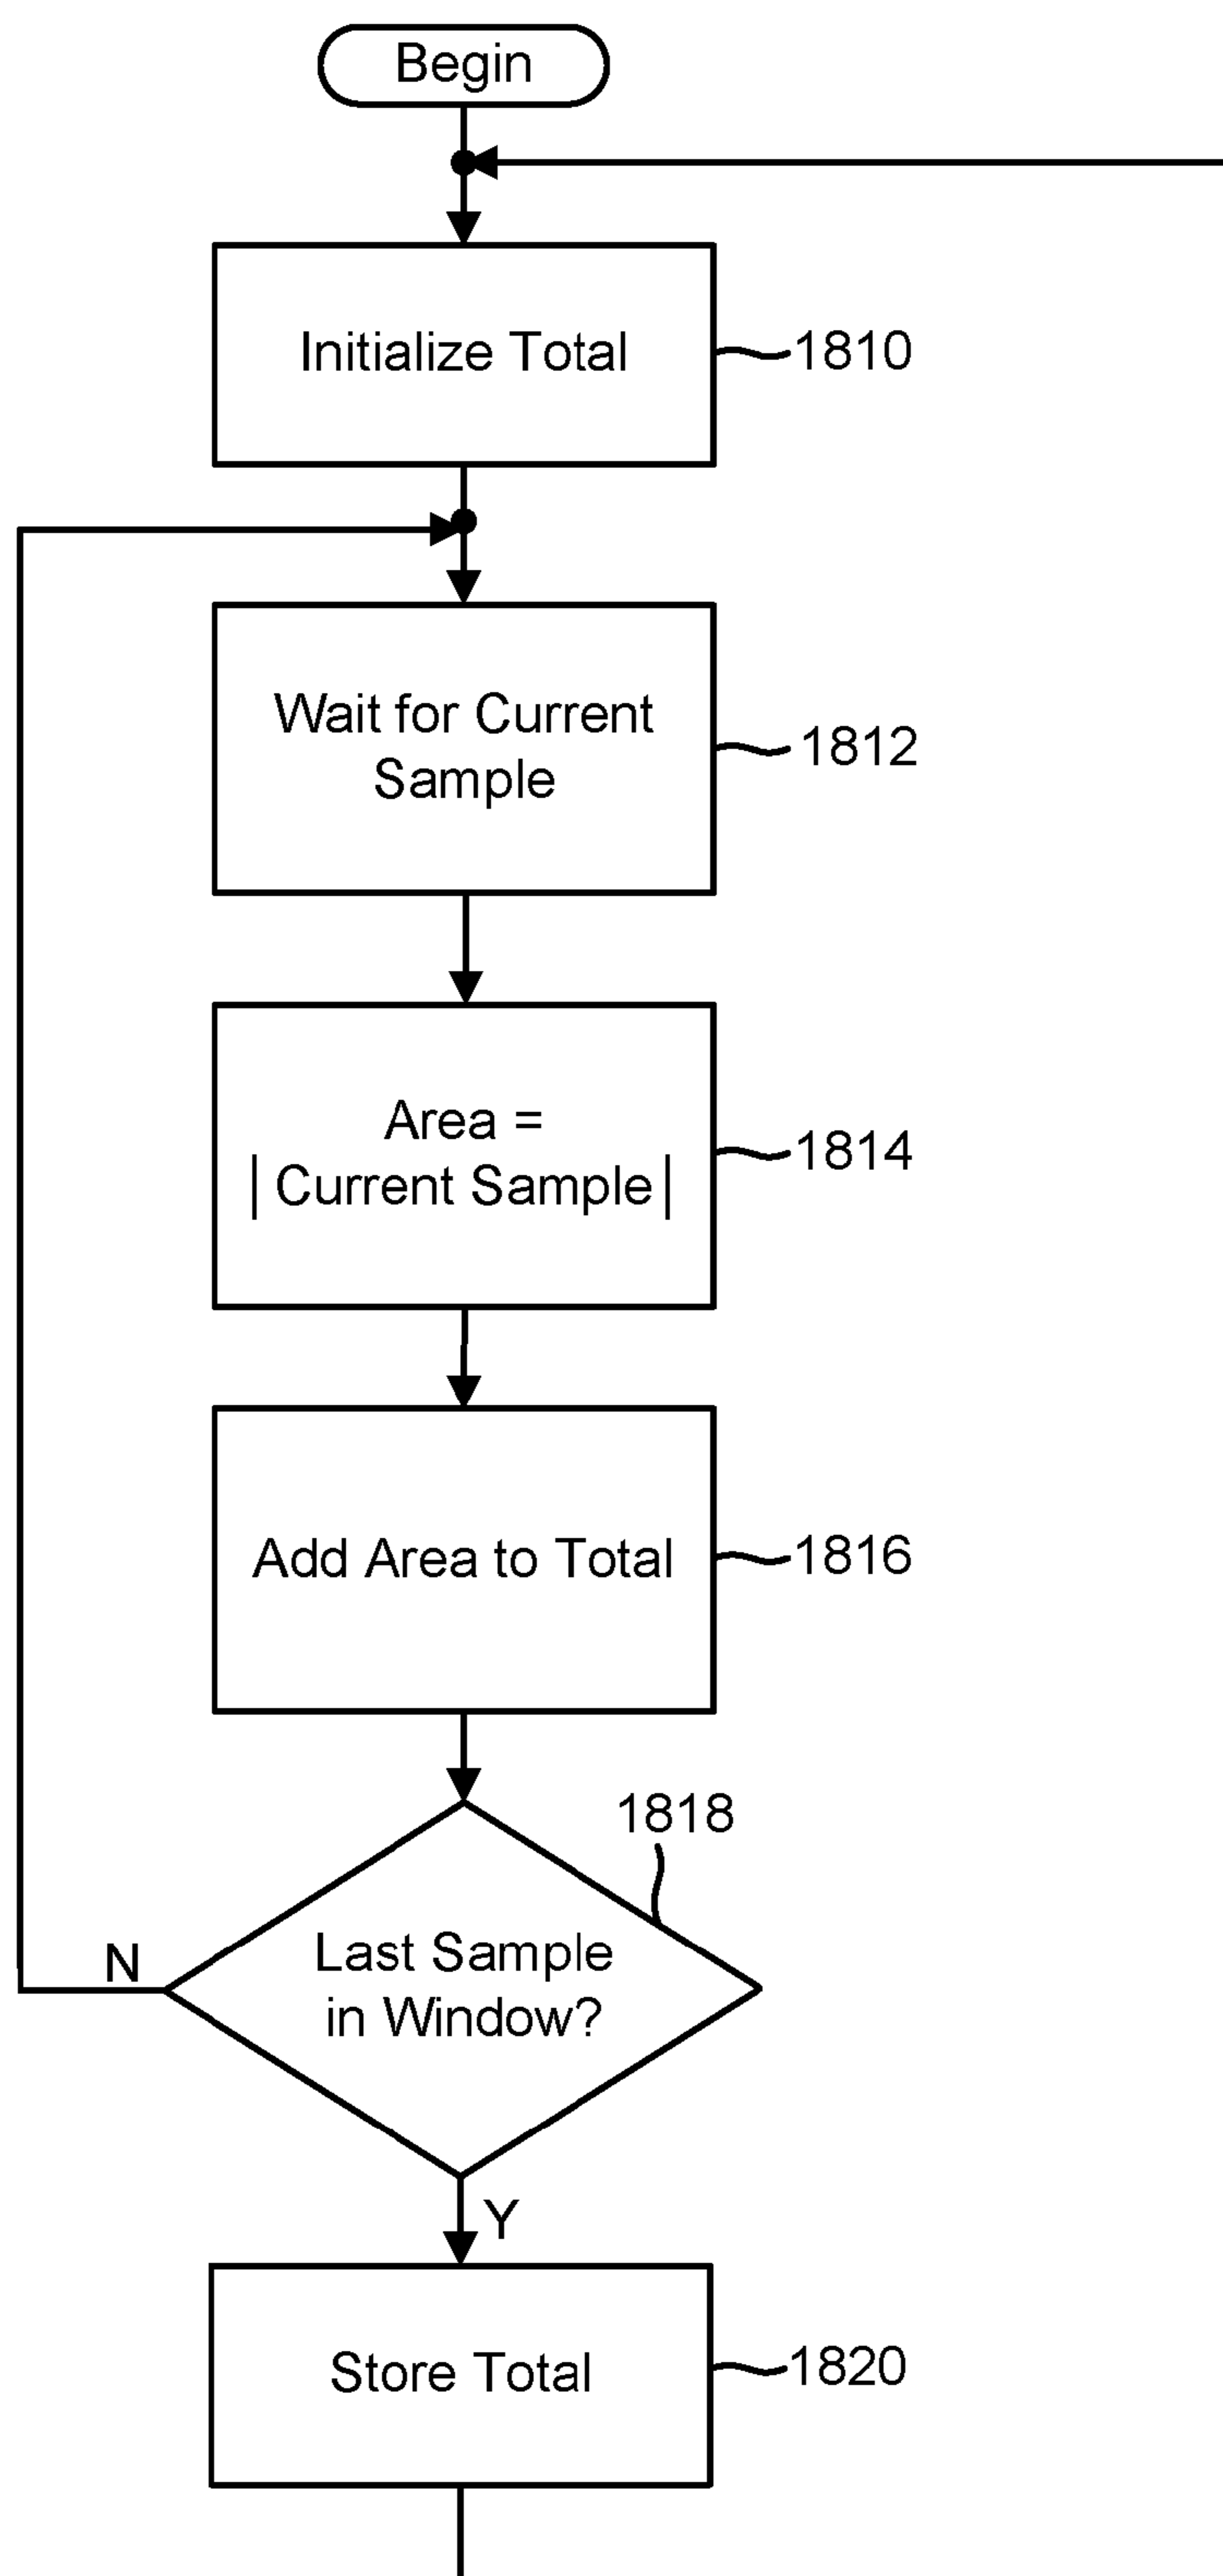 Begin
Initialize Total
1810
Wait for Current
Sample
1812
Area =
|Current Sample|
1814
Add Area to Total
1816
1818
Last Sample
in Window?
N
Y
Store Total
1820